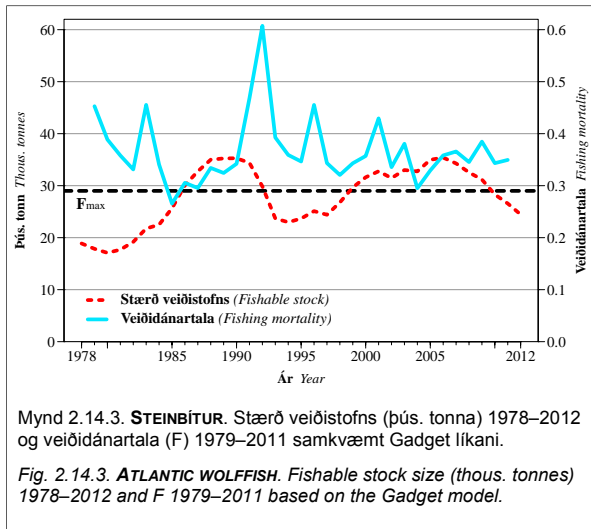 60
50
40
30
20
10
0
Þús. tonn Thous. tonnes
0.6
0.5
0.4
0.3
0.2
0.1
0.0
Veiðidánartala Fishing mortality
Fmax
Stærð veiðistofns (Fishable stock)
Veiðidánartala (Fishing mortality)
1978 1985 1990 1995 2000 2005 2012
Ár Year
Mynd 2.14.3. STEINBÍTUR. Stærð veiðistofns (þús. tonna) 1978–2012
og veiðidánartala (F) 1979–2011 samkvæmt Gadget líkani.
Fig. 2.14.3. ATLANTIC WOLFFISH. Fishable stock size (thous. tonnes)
1978–2012 and F 1979–2011 based on the Gadget model.